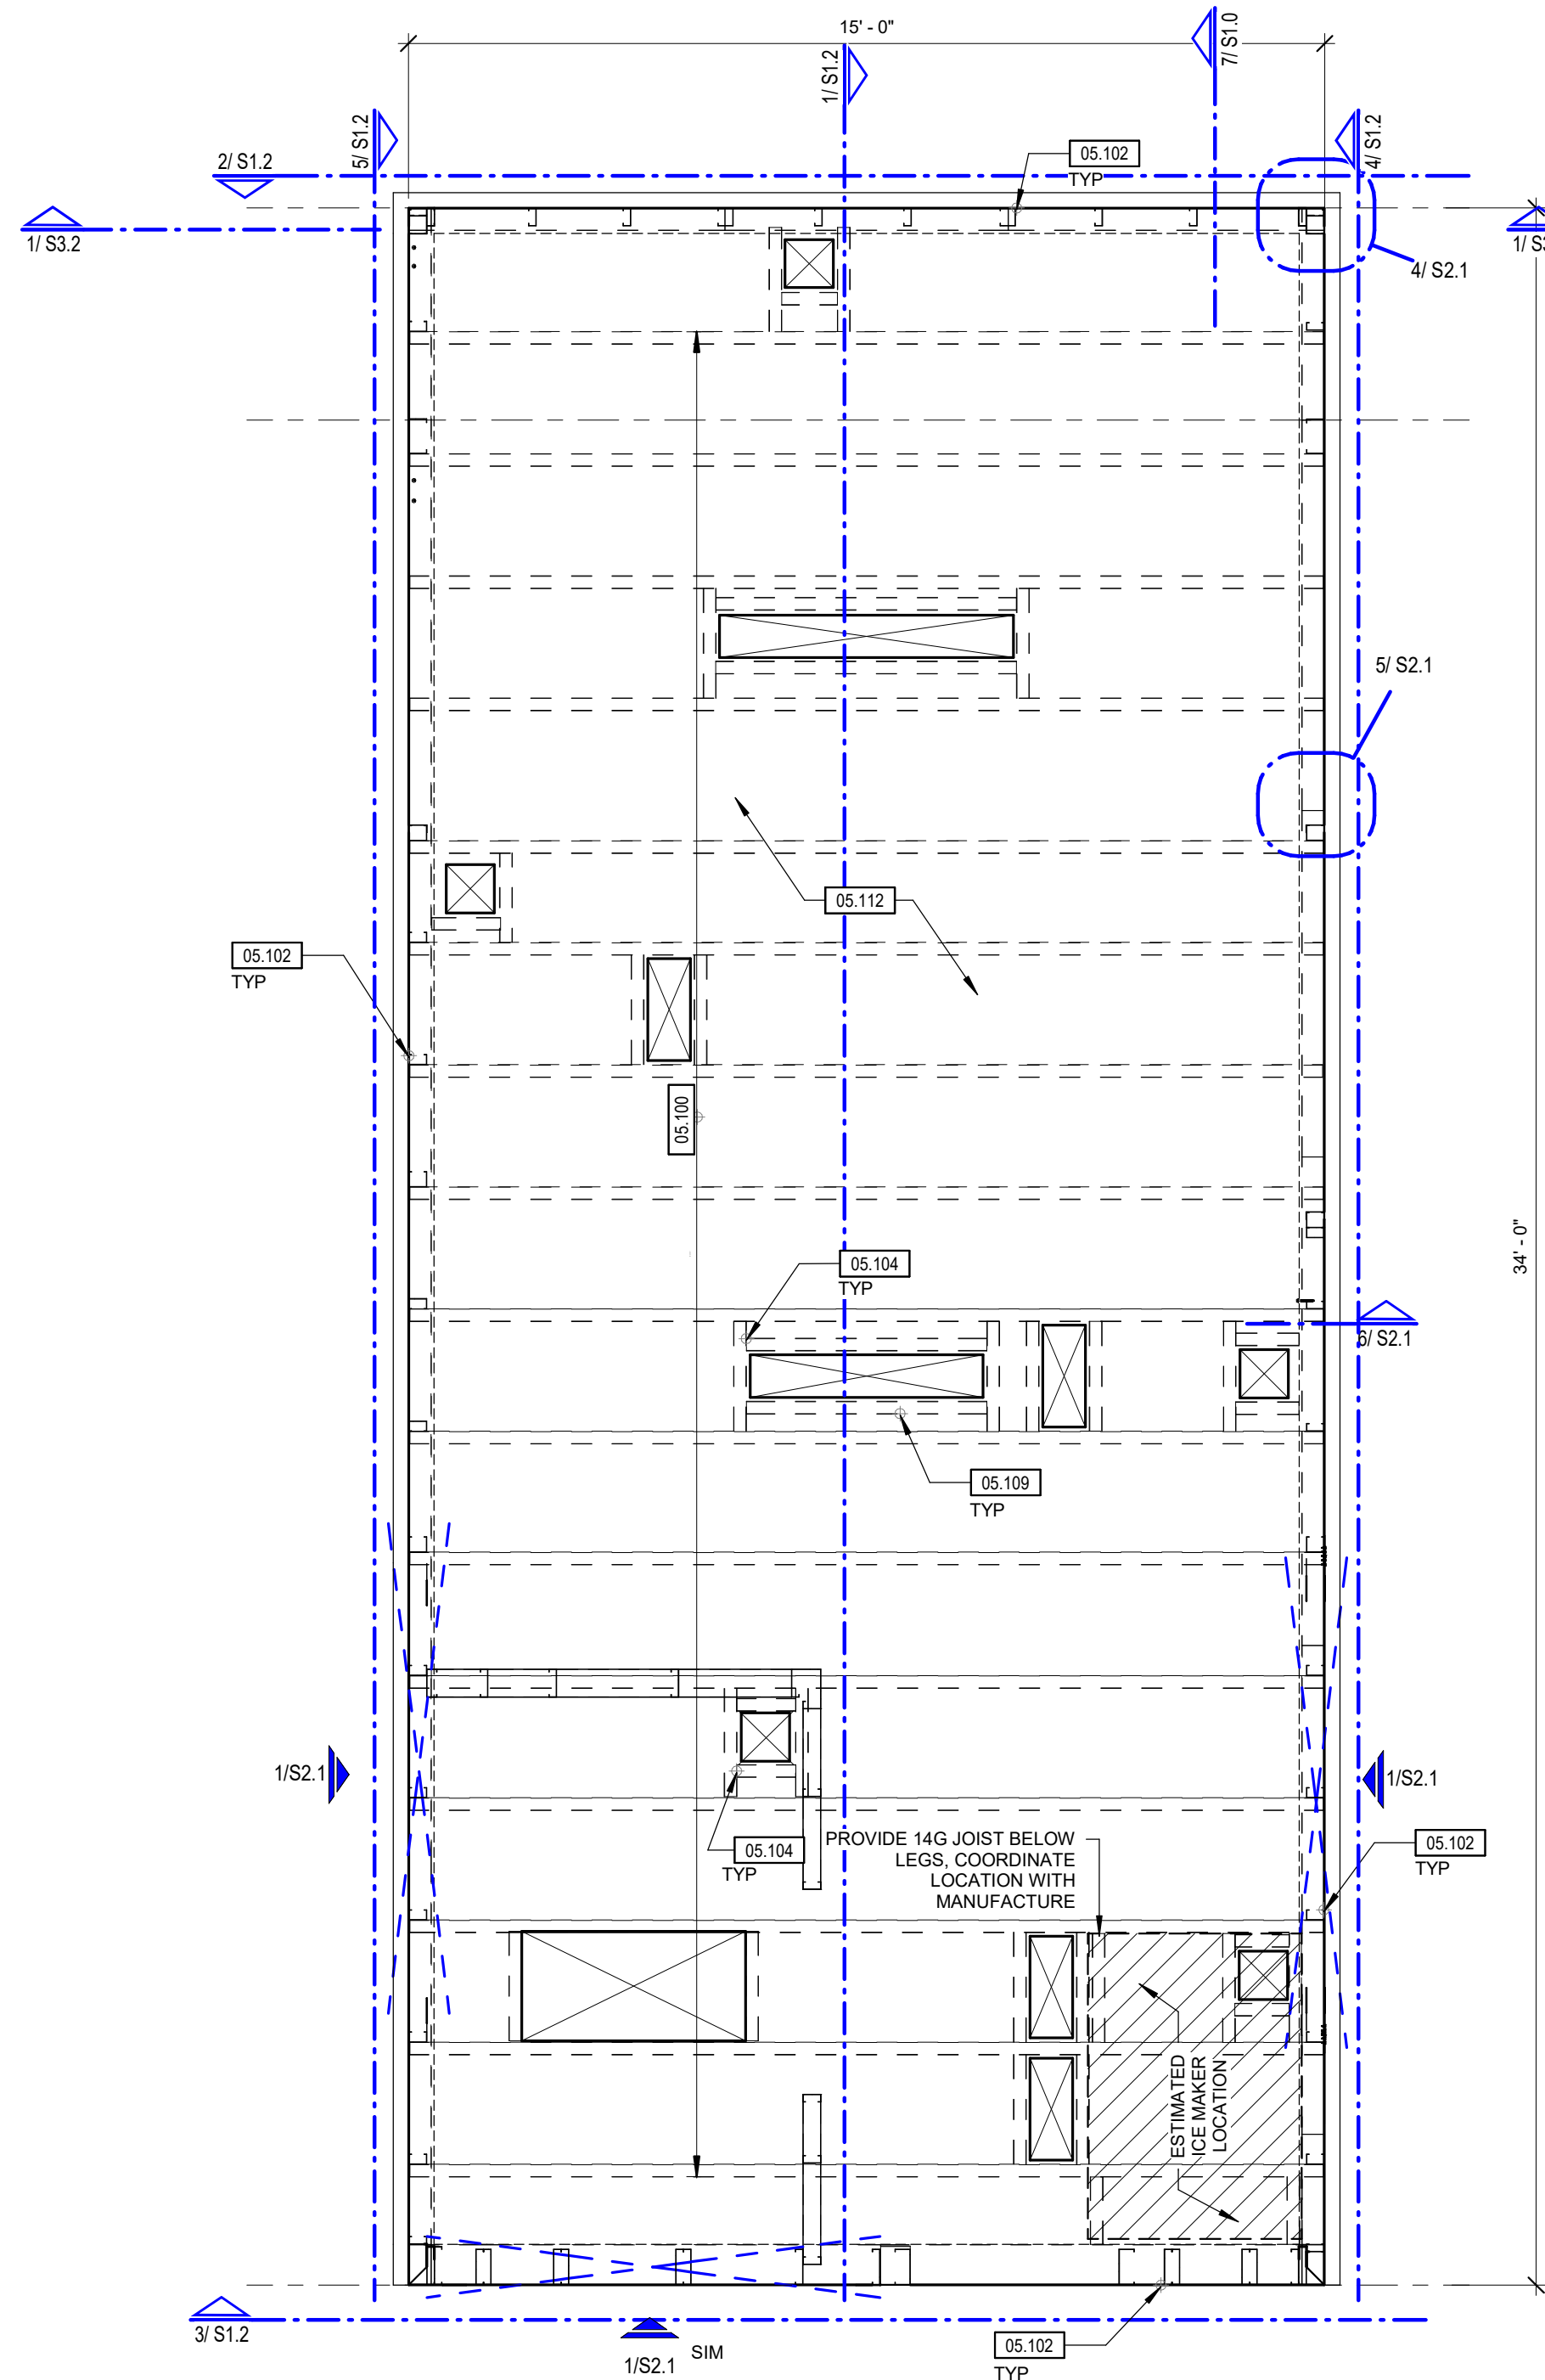 15' - 0"
7/ S1.0
1/ S1.2
5/ S1.2
4/ S1.2
2/ S1.2
05.102
TYP
1/ S3.2
4/ S2.1
5/ S2.1
05.112
05.102
TYP
05.100
34' - 0"
05.104
TYP
6/ S2.1
05.109
TYP
1/S2.1
1/S2.1
05.104
TYP
PROVIDE 14G JOIST BELOW
LEGS, COORDINATE
LOCATION WITH
MANUFACTURE
05.102
TYP
ESTIMATED
ICE MAKER
LOCATION
3/ S1.2
1/S2.1
SIM
05.102
TYP